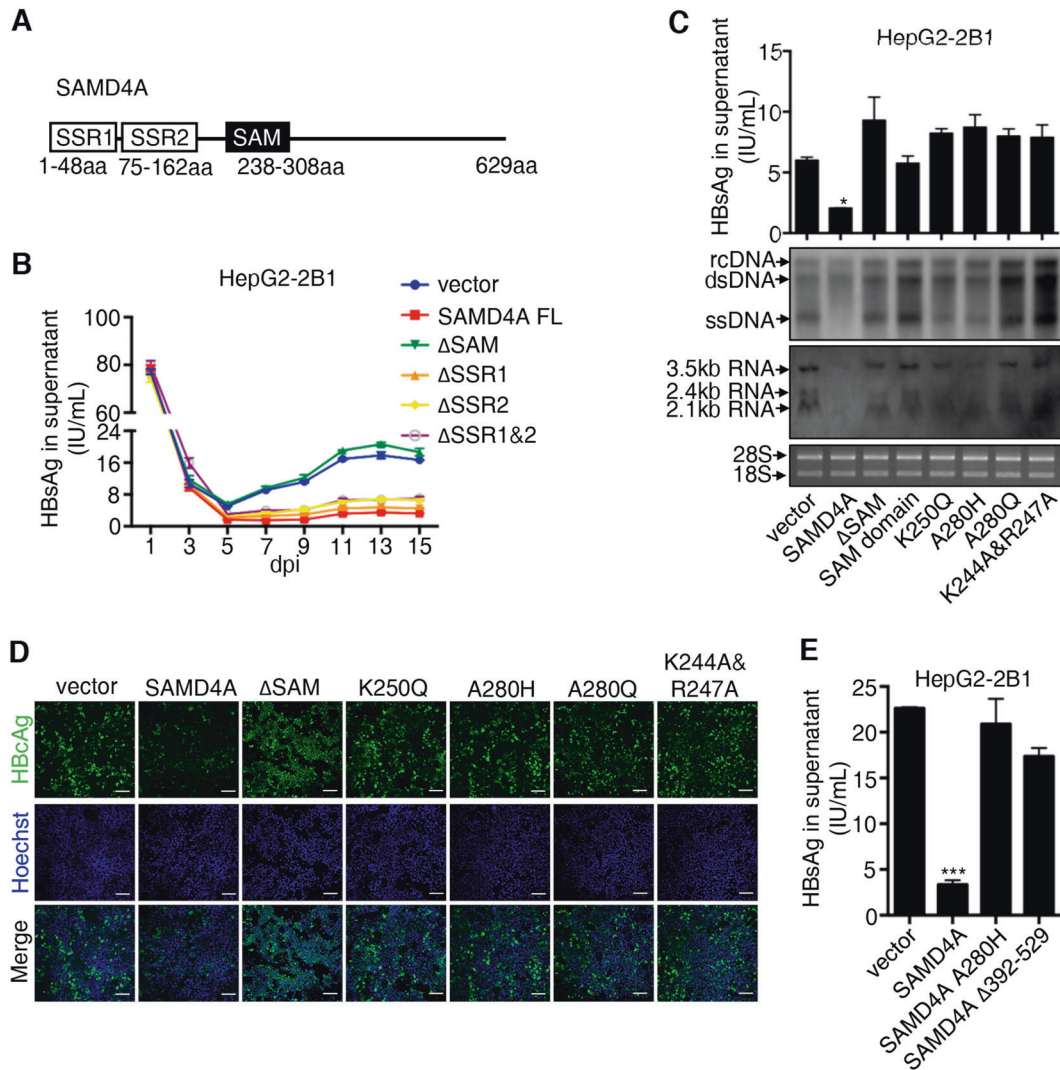 A
SAMD4A
SSR1 SSR2 SAM
1-48aa 75-162aa 238-308aa 629aa
B
HepG2-2B1
HBsAg in supernatant
(IU/mL)
100
80
60
24
16
8
0
1 3 5 7 9 11 13 15
dpi
vector
SAMD4A FL
ΔSAM
ΔSSR1
ΔSSR2
ΔSSR1&2
C
HepG2-2B1
HBsAg in supernatant
(IU/mL)
15
10
5
0
*
rcDNA
dsDNA
ssDNA
3.5kb RNA
2.4kb RNA
2.1kb RNA
28S
18S
vector
SAMD4A
ΔSAM
SAM domain
K250Q
A280H
A280Q
K244A&R247A
D
vector SAMD4A ΔSAM K250Q A280H A280Q K244A&
R247A
HBcAg
Hoechst
Merge
E
HepG2-2B1
HBsAg in supernatant
(IU/mL)
25
20
15
10
5
0
***
vector
SAMD4A
SAMD4A A280H
SAMD4A Δ392-529